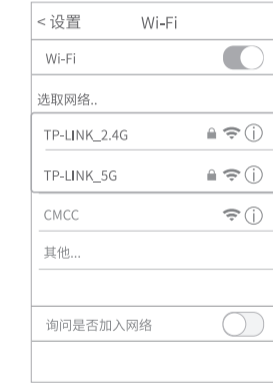 < 设置 Wi-Fi
Wi-Fi
选取网络..
TP-LINK_2.4G
TP-LINK_5G
CMCC
其他...
询问是否加入网络